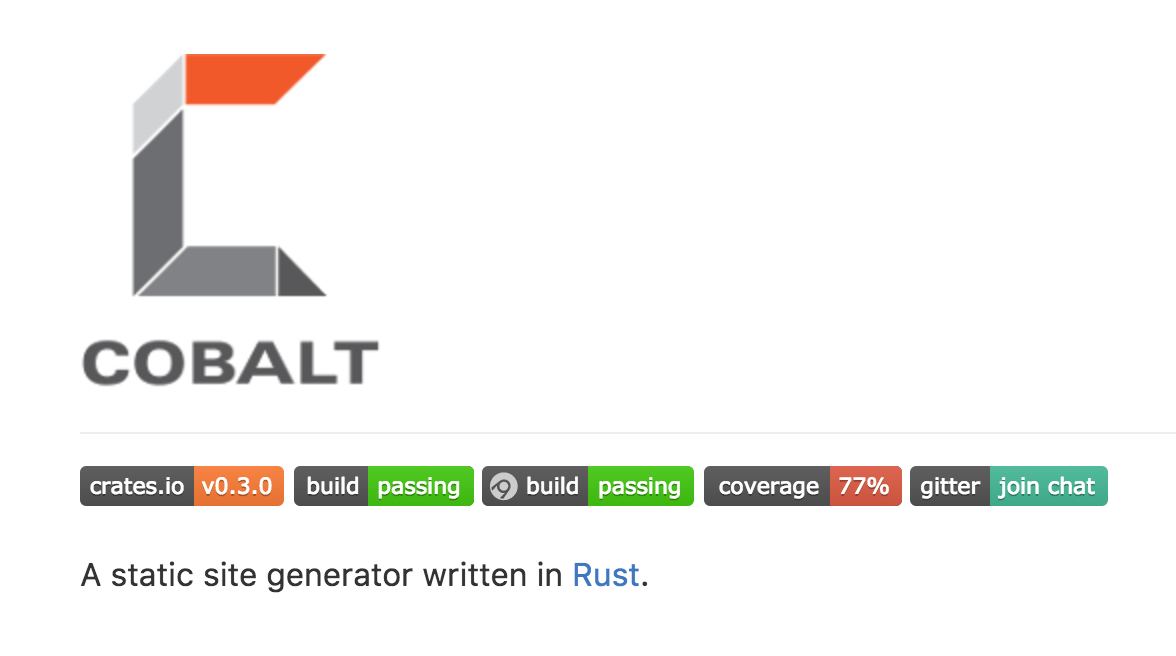 COBALT
crates.io v0.3.0 build passing build passing coverage 77% gitter join chat
A static site generator written in Rust.